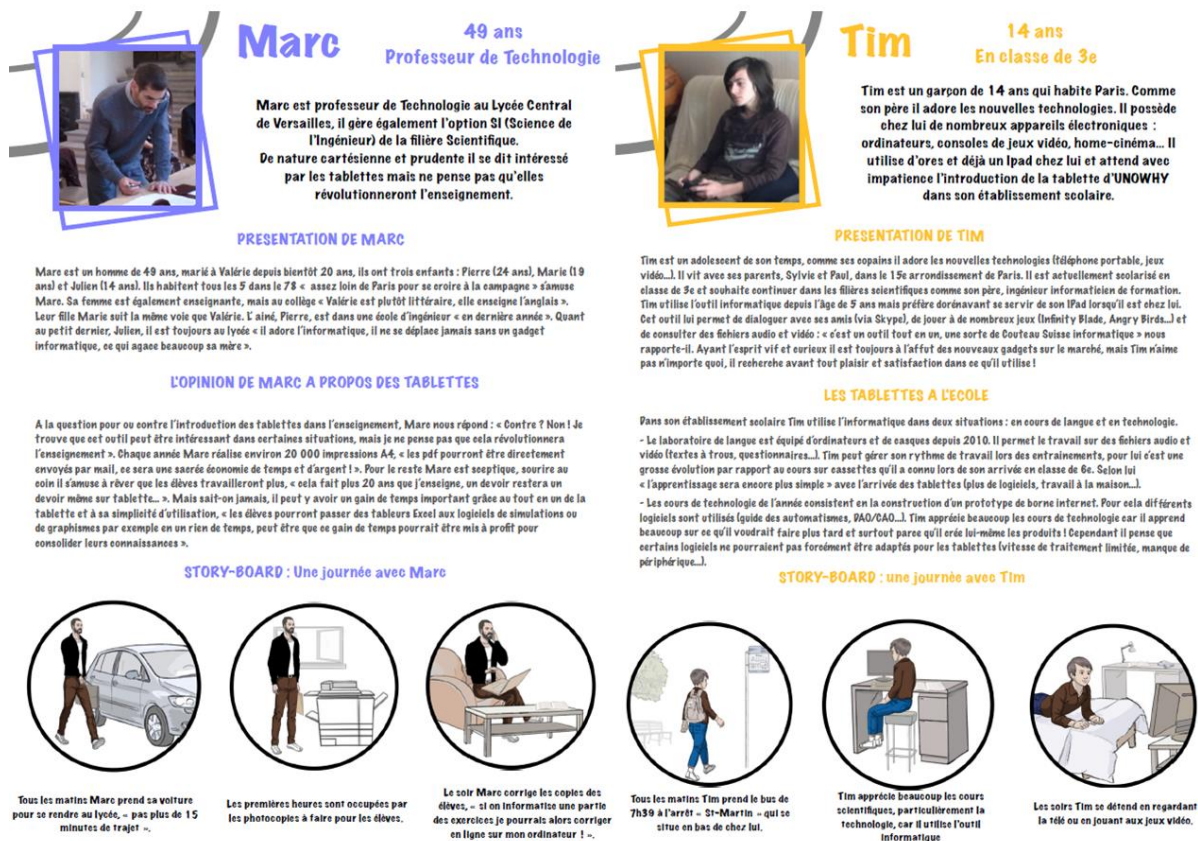 Marc
49 ans
Professeur de Technologie
Marc est professeur de Technologie au Lycée Central
de Versailles, il gère également l'option SI (Science de
l'Ingénieur) de la filière Scientifique.
De nature cartésienne et prudente il se dit intéressé
par les tablettes mais ne pense pas qu'elles
révolutionneront l'enseignement.
PRESENTATION DE MARC
Marc est un homme de 49 ans, marié à Valérie depuis bientôt 20 ans, ils ont trois enfants : Pierre (24 ans), Marie (19
ans) et Julien (14 ans). Ils habitent tous les 5 dans le 78 « assez loin de Paris pour se croire à la campagne » s'amuse
Marc. Sa femme est également enseignante, mais au collège « Valérie est plutôt littéraire, elle enseigne l'anglais ».
Leur fille Marie suit la même voie que Valérie. L' ainé, Pierre, est dans une école d'ingénieur « en dernière année ». Quant
au petit dernier, Julien, il est toujours au lycée « il adore l'informatique, il ne se déplace jamais sans un gadget
informatique, ce qui agace beaucoup sa mère ».
L'OPINION DE MARC A PROPOS DES TABLETTES
A la question pour ou contre l'introduction des tablettes dans l'enseignement, Marc nous répond : « Contre ? Non ! Je
trouve que cet outil peut être intéressant dans certaines situations, mais je ne pense pas que cela révolutionnera
l'enseignement ». Chaque année Marc réalise environ 20 000 impressions A4, « les pdf pourront être directement
envoyés par mail, ce sera une sacrée économie de temps et d'argent ! ». Pour le reste Marc est sceptique, sourire au
coin il s'amuse à rêver que les élèves travailleront plus, « cela fait plus 20 ans que j'enseigne, un devoir restera un
devoir même sur tablette... ». Mais sait-on jamais, il peut y avoir un gain de temps important grâce au tout en un de la
tablette et à sa simplicité d'utilisation, « les élèves pourront passer des tableurs Excel aux logiciels de simulations ou
de graphismes par exemple en un rien de temps, peut être que ce gain de temps pourrait être mis à profit pour
consolider leurs connaissances ».
STORY-BOARD : Une journée avec Marc
Tous les matins Marc prend sa voiture
pour se rendre au lycée, « pas plus de 15
minutes de trajet ».
Les premières heures sont occupées par
les photocopies à faire pour les élèves.
Le soir Marc corrige les copies des
élèves, « si on informatise une partie
des exercices je pourrais alors corriger
en ligne sur mon ordinateur ! ».
Tim
14 ans
En classe de 3e
Tim est un garçon de 14 ans qui habite Paris. Comme
son père il adore les nouvelles technologies. Il possède
chez lui de nombreux appareils électroniques :
ordinateurs, consoles de jeux vidéo, home-cinéma... Il
utilise d'ores et déjà un Ipad chez lui et attend avec
impatience l'introduction de la tablette d'UNOWHY
dans son établissement scolaire.
PRESENTATION DE TIM
Tim est un adolescent de son temps, comme ses copains il adore les nouvelles technologies (téléphone portable, jeux
vidéo...). Il vit avec ses parents, Sylvie et Paul, dans le 15e arrondissement de Paris. Il est actuellement scolarisé en
classe de 3e et souhaite continuer dans les filières scientifiques comme son père, ingénieur informaticien de formation.
Tim utilise l'outil informatique depuis l'âge de 5 ans mais préfère dorénavant se servir de son IPad lorsqu'il est chez lui.
Cet outil lui permet de dialoguer avec ses amis (via Skype), de jouer à de nombreux jeux (Infinity Blade, Angry Birds...) et
de consulter des fichiers audio et vidéo : « c'est un outil tout en un, une sorte de Couteau Suisse informatique » nous
rapporte-il. Ayant l'esprit vif et curieux il est toujours à l'affut des nouveaux gadgets sur le marché, mais Tim n'aime
pas n'importe quoi, il recherche avant tout plaisir et satisfaction dans ce qu'il utilise !
LES TABLETTES A L'ECOLE
Dans son établissement scolaire Tim utilise l'informatique dans deux situations : en cours de langue et en technologie.
- Le laboratoire de langue est équipé d'ordinateurs et de casques depuis 2010. Il permet le travail sur des fichiers audio et
vidéo (textes à trous, questionnaires...). Tim peut gérer son rythme de travail lors des entrainements, pour lui c'est une
grosse évolution par rapport au cours sur cassettes qu'il a connu lors de son arrivée en classe de 6e. Selon lui
« l'apprentissage sera encore plus simple » avec l'arrivée des tablettes (plus de logiciels, travail à la maison...).
- Les cours de technologie de l'année consistent en la construction d'un prototype de borne internet. Pour cela différents
logiciels sont utilisés (guide des automatismes, DAO/CAO...). Tim apprécie beaucoup les cours de technologie car il apprend
beaucoup sur ce qu'il voudrait faire plus tard et surtout parce qu'il crée lui-même les produits ! Cependant il pense que
certains logiciels ne pourraient pas forcément être adaptés pour les tablettes (vitesse de traitement limitée, manque de
périphérique...).
STORY-BOARD : une journée avec Tim
Tous les matins Tim prend le bus de
7h39 à l'arrêt « St-Martin » qui se
situe en bas de chez lui.
Tim apprécie beaucoup les cours
scientifiques, particulièrement la
technologie, car il utilise l'outil
informatique
Les soirs Tim se détend en regardant
la télé ou en jouant aux jeux vidéo.